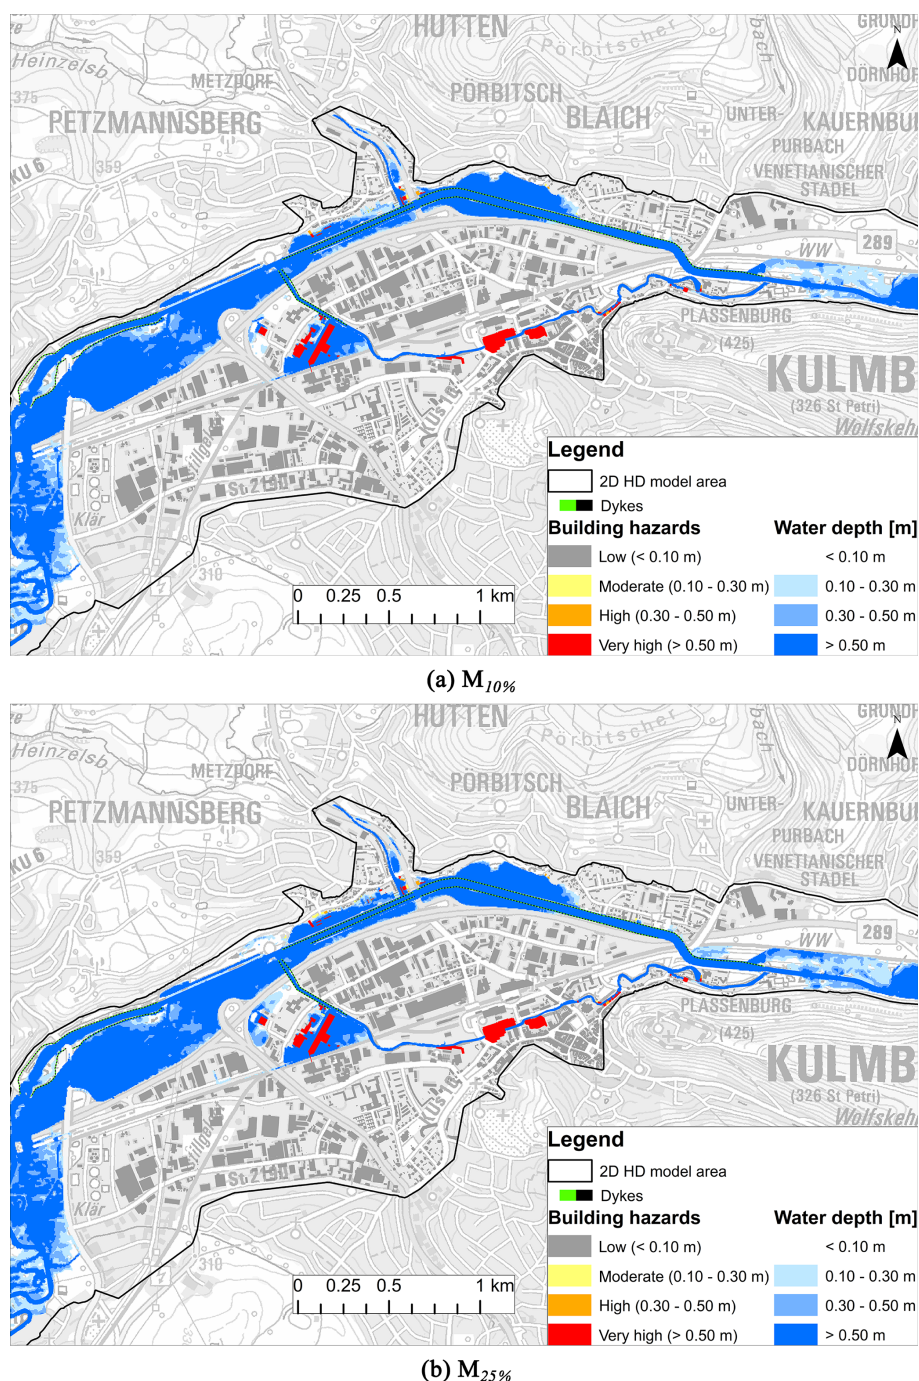 HUTTEN
GRUNDH
Pörbitscher
bach
N
Heinzelsb
METZDORF
DÖRNHOF
375
PÖRBITSCH
UNTER-
KAUERNBU
PETZMANNSBERG
BLAICH
PURBACH
KU 6
359
H
VENETIANISCHER
STADEL
WW
289
PLASSENBURG
(425)
KULMB
(326 St Petri)
Wolfskehl
KUs 16
St 2190
Klär
310
Legend
2D HD model area
Dykes
Building hazards
Water depth [m]
Low (< 0.10 m)
< 0.10 m
Moderate (0.10 - 0.30 m)
0.10 - 0.30 m
High (0.30 - 0.50 m)
0.30 - 0.50 m
Very high (> 0.50 m)
> 0.50 m
0 0.25 0.5 1 km
(a) M10%
HUTTEN
GRUNDH
Pörbitscher
bach
N
Heinzelsb
METZDORF
DÖRNHOF
375
PÖRBITSCH
UNTER-
KAUERNBU
PETZMANNSBERG
BLAICH
PURBACH
KU 6
359
H
VENETIANISCHER
STADEL
WW
289
PLASSENBURG
(425)
KULMB
(326 St Petri)
Wolfskehl
KUs 16
St 2190
Klär
310
Legend
2D HD model area
Dykes
Building hazards
Water depth [m]
Low (< 0.10 m)
< 0.10 m
Moderate (0.10 - 0.30 m)
0.10 - 0.30 m
High (0.30 - 0.50 m)
0.30 - 0.50 m
Very high (> 0.50 m)
> 0.50 m
0 0.25 0.5 1 km
(b) M25%